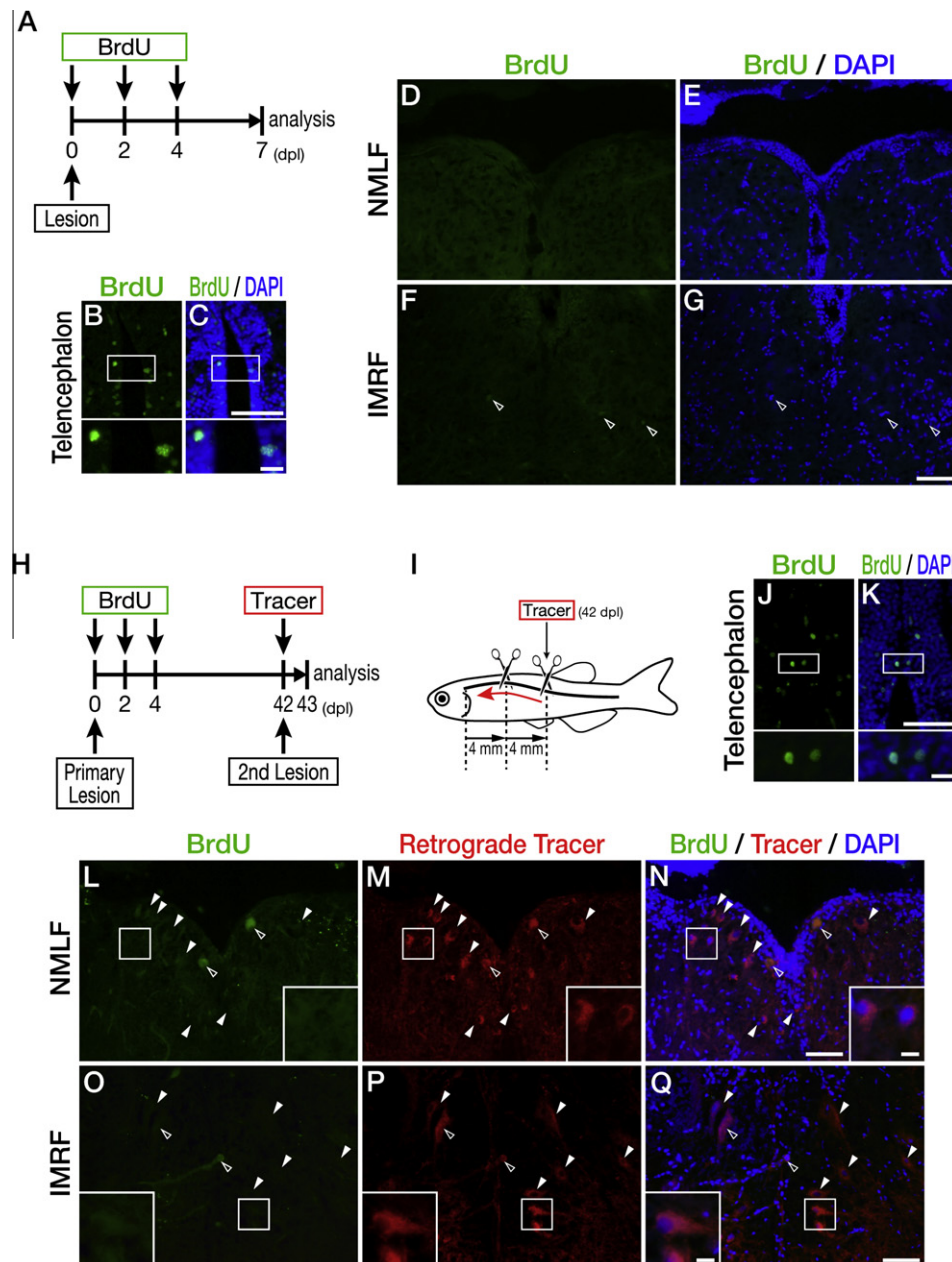 A
BrdU
0 2 4 7 (dpl)
analysis
Lesion
BrdU
BrdU / DAPI
B
C
Telencephalon
BrdU
BrdU / DAPI
D
E
NMLF
F
G
IMRF
H
BrdU
Tracer
0 2 4 42 43 (dpl)
analysis
Primary
Lesion
2nd Lesion
I
Tracer (42 dpl)
4 mm 4 mm
BrdU
BrdU / DAP
J
K
Telencephalon
BrdU
Retrograde Tracer
BrdU / Tracer / DAPI
L
M
N
NMLF
O
P
Q
IMRF